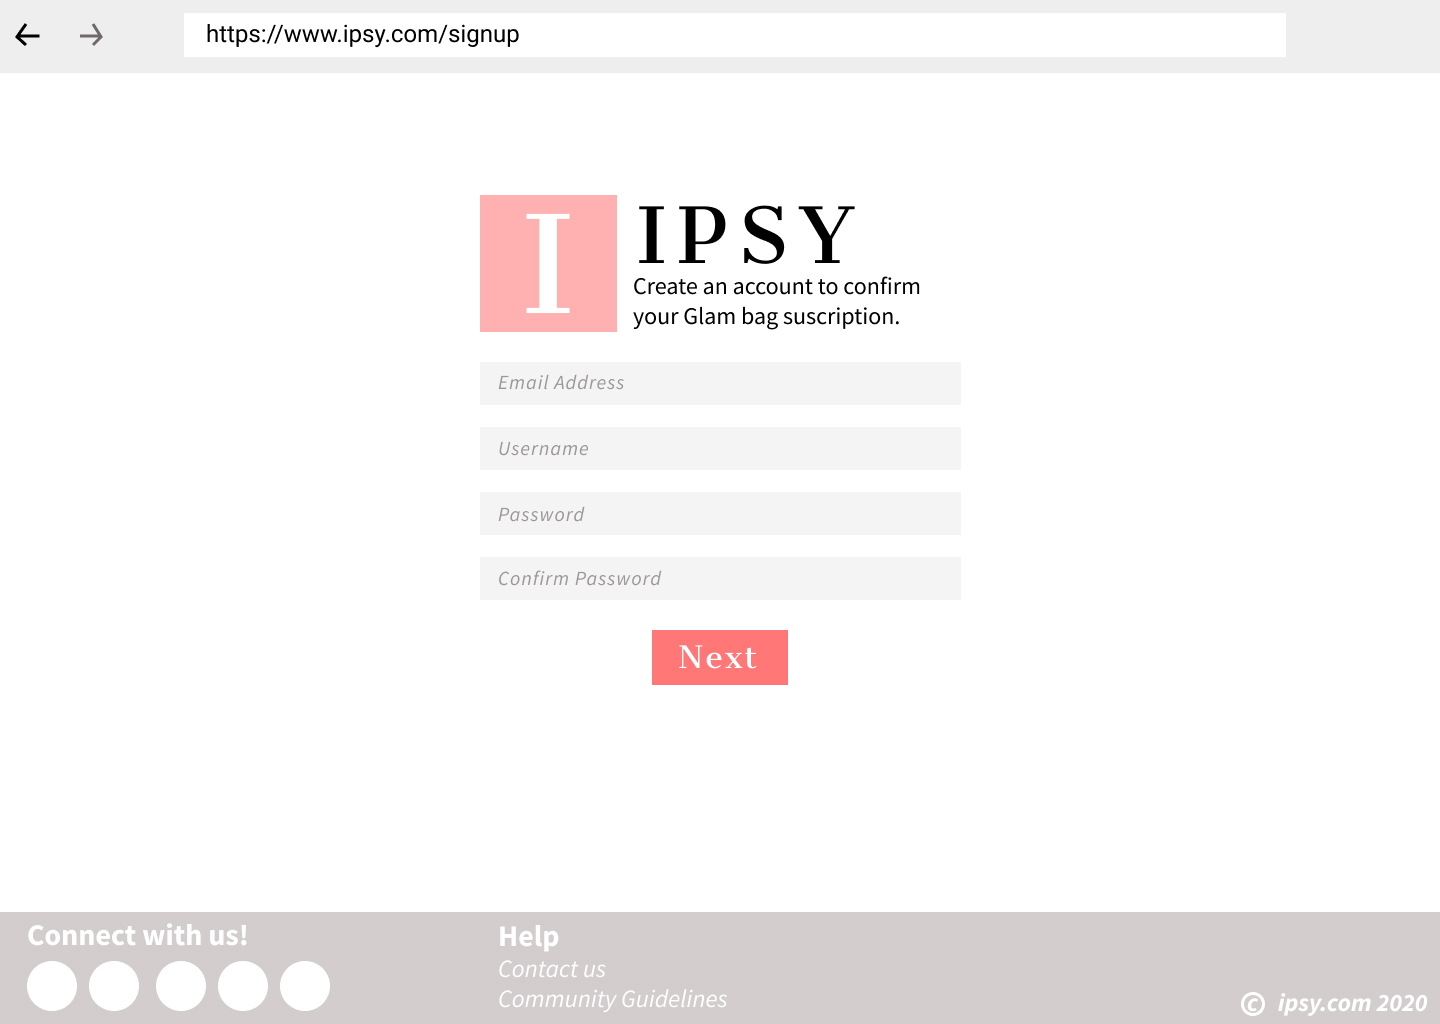 https://www.ipsy.com/signup
I
IPSY
Create an account to confirm
your Glam bag suscription.
Email Address
Username
Password
Confirm Password
Next
Connect with us!
Help
Contact us
Community Guidelines
© ipsy.com 2020